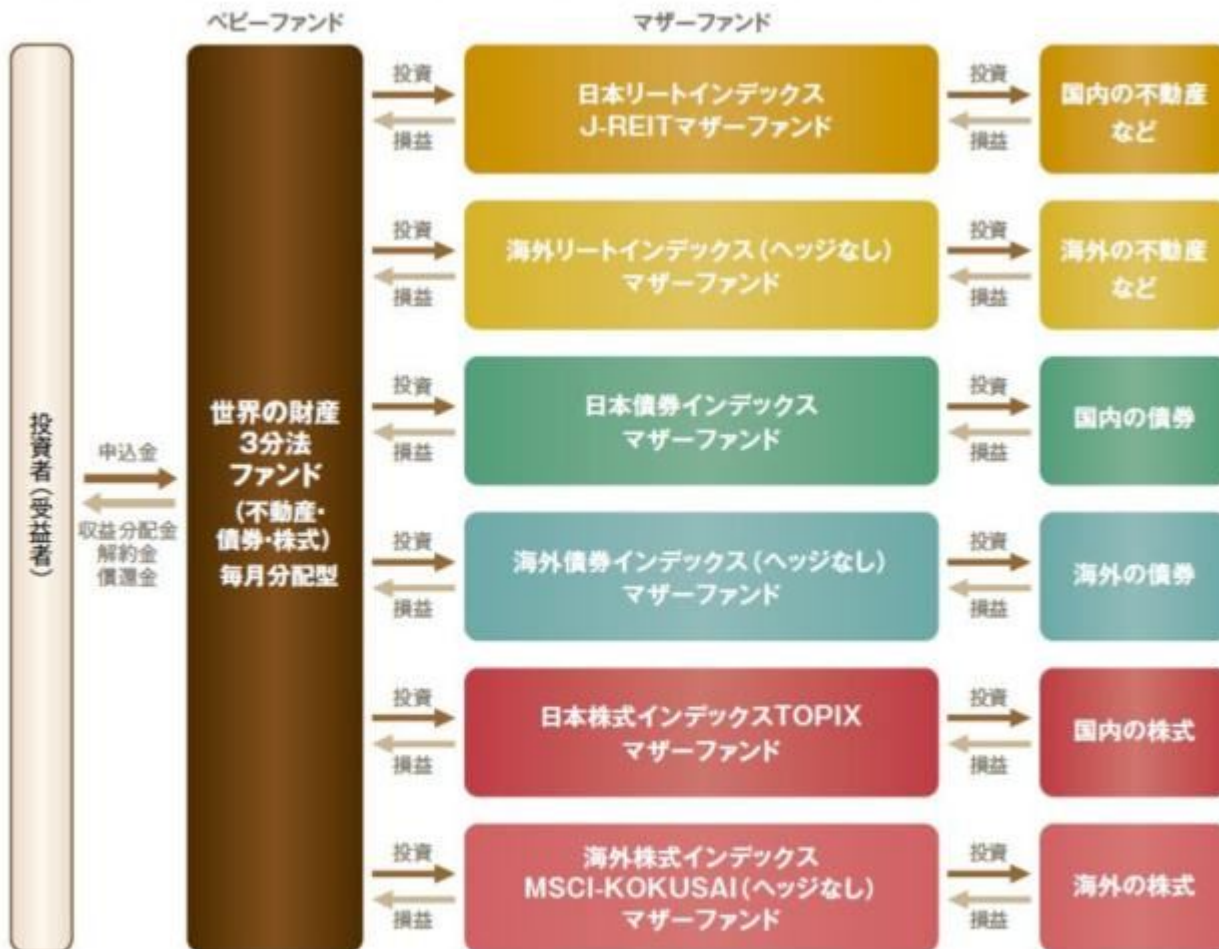 ベビーファンド
マザーファンド
投資者(受益者)
申込金
収益分配金
解約金
償還金
世界の財産
3分法
ファンド
(不動産・
債券・株式)
毎月分配型
投資
損益
日本リートインデックス
J-REITマザーファンド
投資
損益
国内の不動産
など
投資
損益
海外リートインデックス(ヘッジなし)
マザーファンド
投資
損益
海外の不動産
など
投資
損益
日本債券インデックス
マザーファンド
投資
損益
国内の債券
投資
損益
海外債券インデックス(ヘッジなし)
マザーファンド
投資
損益
海外の債券
投資
損益
日本株式インデックスTOPIX
マザーファンド
投資
損益
国内の株式
投資
損益
海外株式インデックス
MSCI-KOKUSAI(ヘッジなし)
マザーファンド
投資
損益
海外の株式